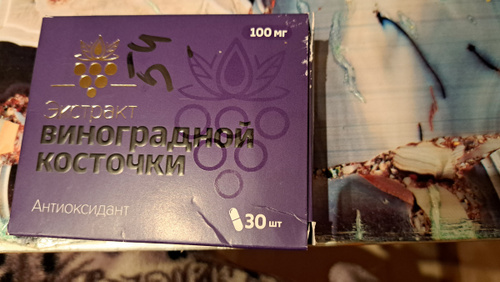 100 мг
54
Экстракт
виноградной
косточки
Антиоксидант
30 шт